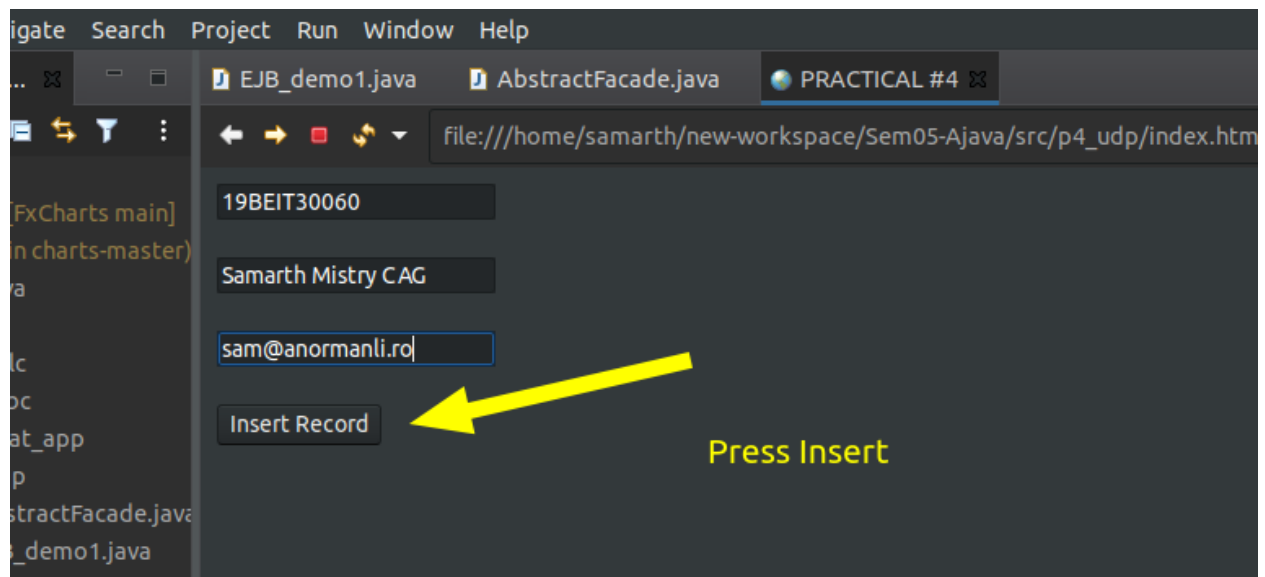 igate Search Project Run Window Help
... EJB_demo1.java AbstractFacade.java PRACTICAL #4
file:///home/samarth/new-workspace/Sem05-Ajava/src/p4_udp/index.htm
19BEIT30060
[FxCharts main]
in charts-master)
Samarth Mistry CAG
va
sam@anormanli.ro
lc
oc
Insert Record
at_app
Press Insert
p
stractFacade.java
B_demo1.java